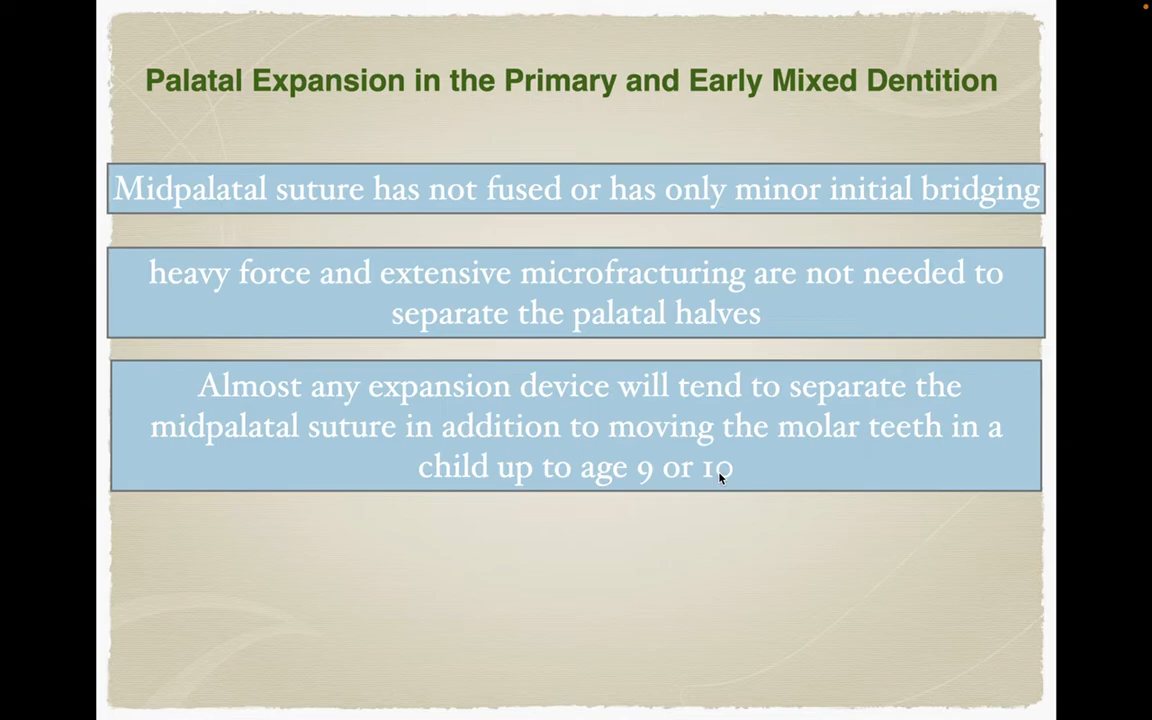 Palatal Expansion in the Primary and Early Mixed Dentition
Midpalatal suture has not fused or has only minor initial bridging
heavy force and extensive microfracturing are not needed to
separate the palatal halves
Almost any expansion device will tend to separate the
midpalatal suture in addition to moving the molar teeth in a
child up to age 9 or 10